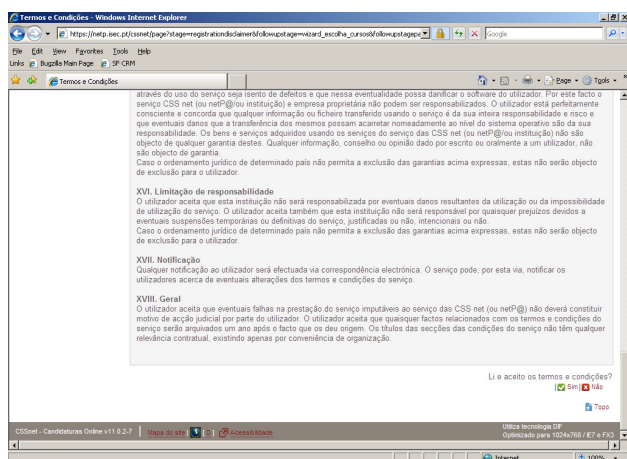 Termos e Condições - Windows Internet Explorer
https://netp.isec.pt/cssnet/page?stage=registrationdisclaimer&followupstage=wizard_escolha_cursos&followupstagepa
Google
File Edit View Favorites Tools Help
Links Bugzilla Main Page SF CRM
Termos e Condições
Page Tools
através do uso do serviço seja isento de defeitos e que nessa eventualidade possa danificar o software do utilizador. Por este facto o
serviço CSS net (ou netP@/ou instituição) e empresa proprietária não podem ser responsabilizados. O utilizador está perfeitamente
consciente e concorda que qualquer informação ou ficheiro transferido usando o serviço é da sua inteira responsabilidade e risco e
que eventuais danos que a transferência dos mesmos possam acarretar nomeadamente ao nível do sistema operativo são da sua
responsabilidade. Os bens e serviços adquiridos usando os serviços do serviço das CSS net (ou netP@/ou instituição) não são
objecto de qualquer garantia destes. Qualquer informação, conselho ou opinião dado por escrito ou oralmente a um utilizador, não
são objecto de garantia.
Caso o ordenamento jurídico de determinado país não permita a exclusão das garantias acima expressas, estas não serão objecto
de exclusão para o utilizador.
XVI. Limitação de responsabilidade
O utilizador aceita que esta instituição não será responsabilizada por eventuais danos resultantes da utilização ou da impossibilidade
de utilização do serviço. O utilizador aceita também que esta instituição não será responsável por quaisquer prejuízos devidos a
eventuais suspensões temporárias ou definitivas do serviço, justificadas ou não, intencionais ou não.
Caso o ordenamento jurídico de determinado país não permita a exclusão das garantias acima expressas, estas não serão objecto
de exclusão para o utilizador.
XVII. Notificação
Qualquer notificação ao utilizador será efectuada via correspondência electrónica. O serviço pode, por esta via, notificar os
utilizadores acerca de eventuais alterações dos termos e condições do serviço.
XVIII. Geral
O utilizador aceita que eventuais falhas na prestação do serviço imputáveis ao serviço das CSS net (ou netP@) não deverá constituir
motivo de acção judicial por parte do utilizador. O utilizador aceita que quaisquer factos relacionados com os termos e condições do
serviço serão arquivados um ano após o facto que os deu origem. Os títulos das secções das condições do serviço não têm qualquer
relevância contratual, existindo apenas por conveniência de organização.
Li e aceito os termos e condições?
| Sim | Não
Topo
CSSnet - Candidaturas Online v11.0.2-7 Mapa do site [D] Acessibilidade
Utiliza tecnologia DIF
Optimizado para 1024x768 / IE7 e FX3
Internet 100%